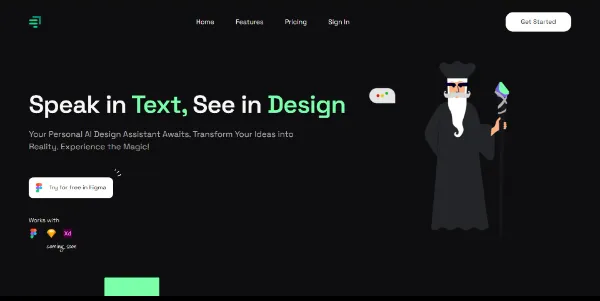 Home Features Pricing Sign In Get Started
Speak in Text, See in Design
Your Personal AI Design Assistant Awaits. Transform Your Ideas into
Reality. Experience the Magic!
Try for free in Figma
Works with
Xd
coming soon